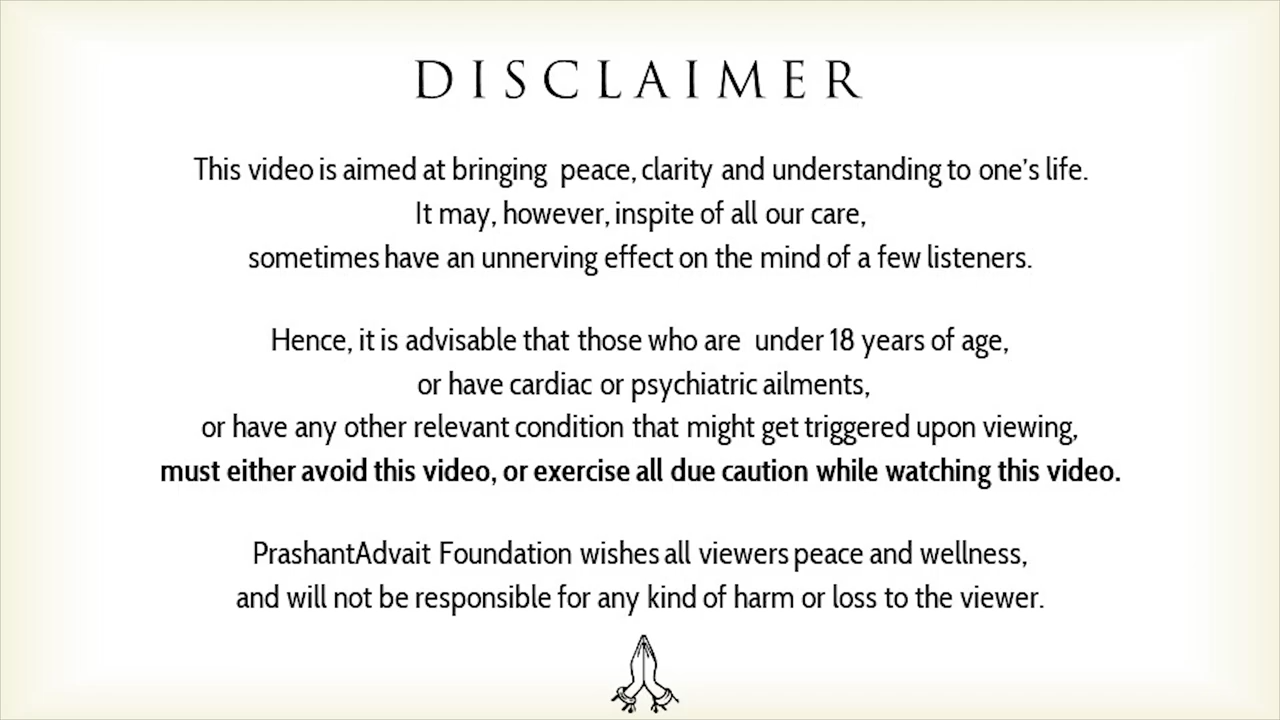 DISCLAIMER
This video is aimed at bringing peace, clarity and understanding to one's life.
It may, however, inspite of all our care,
sometimes have an unnerving effect on the mind of a few listeners.
Hence, it is advisable that those who are under 18 years of age,
or have cardiac or psychiatric ailments,
or have any other relevant condition that might get triggered upon viewing,
must either avoid this video, or exercise all due caution while watching this video.
PrashantAdvait Foundation wishes all viewers peace and wellness,
and will not be responsible for any kind of harm or loss to the viewer.